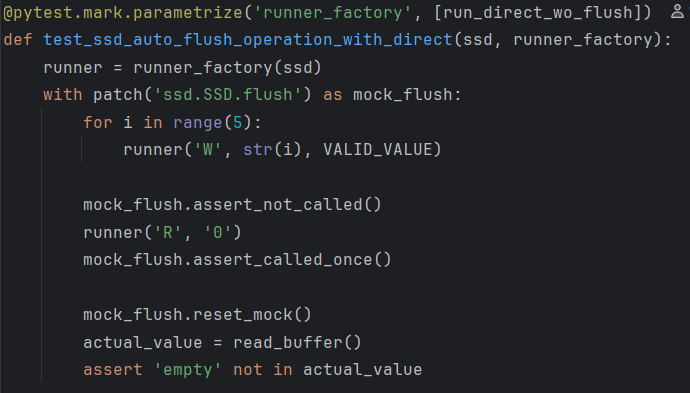 @pytest.mark.parametrize('runner_factory', [run_direct_wo_flush])
def test_ssd_auto_flush_operation_with_direct(ssd, runner_factory):
    runner = runner_factory(ssd)
    with patch('ssd.SSD.flush') as mock_flush:
        for i in range(5):
            runner('W', str(i), VALID_VALUE)

        mock_flush.assert_not_called()
        runner('R', '0')
        mock_flush.assert_called_once()

        mock_flush.reset_mock()
        actual_value = read_buffer()
        assert 'empty' not in actual_value